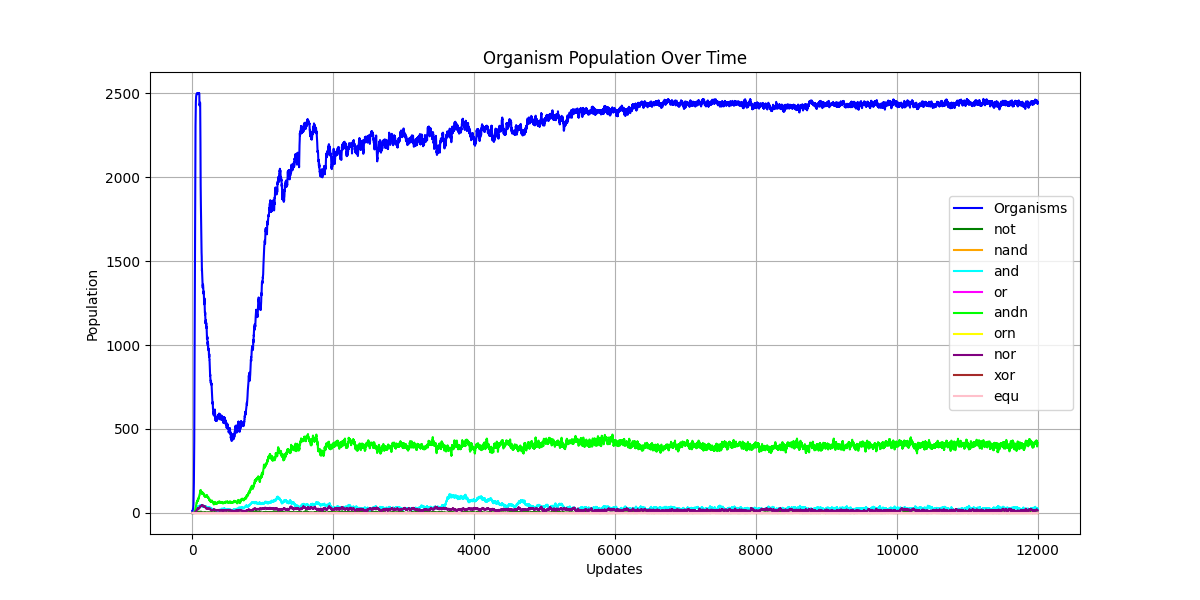 Organism Population Over Time
2500
2000
1500
1000
500
0
Population
0 2000 4000 6000 8000 10000 12000
Updates
Organisms
not
nand
and
or
andn
orn
nor
xor
equ